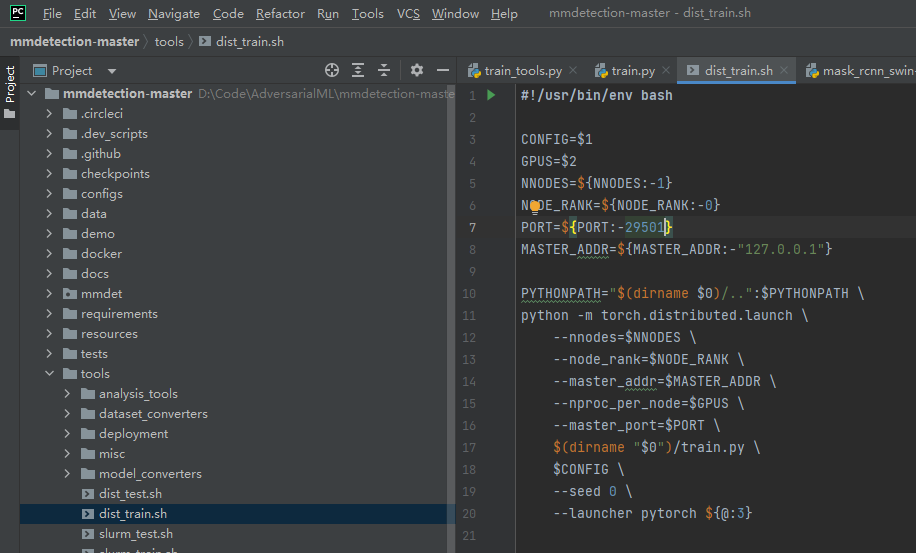 PC File Edit View Navigate Code Refactor Run Tools VCS Window Help mmdetection-master - dist_train.sh
mmdetection-master tools dist_train.sh
Project
Project
train_tools.py train.py dist_train.sh mask_rcnn_swin-
mmdetection-master D:\Code\AdversarialML\mmdetection-maste
.circleci
.dev_scripts
.github
checkpoints
configs
data
demo
docker
docs
mmdet
requirements
resources
tests
tools
analysis_tools
dataset_converters
deployment
misc
model_converters
dist_test.sh
dist_train.sh
slurm_test.sh
slurm_train.sh
1 #!/usr/bin/env bash
2
3 CONFIG=$1
4 GPUS=$2
5 NNODES=${NNODES:-1}
6 NODE_RANK=${NODE_RANK:-0}
7 PORT=${PORT:-29501}
8 MASTER_ADDR=${MASTER_ADDR:-"127.0.0.1"}
9
10 PYTHONPATH="$(dirname $0)/..":$PYTHONPATH \
11 python -m torch.distributed.launch \
12 --nnodes=$NNODES \
13 --node_rank=$NODE_RANK \
14 --master_addr=$MASTER_ADDR \
15 --nproc_per_node=$GPUS \
16 --master_port=$PORT \
17 $(dirname "$0")/train.py \
18 $CONFIG \
19 --seed 0 \
20 --launcher pytorch ${@:3}
21